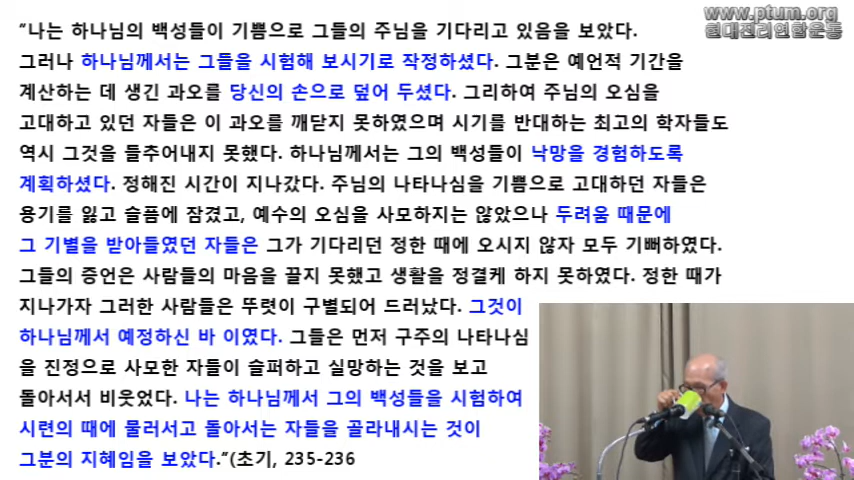 www.ptum.org
현대진리연합운동
“나는 하나님의 백성들이 기쁨으로 그들의 주님을 기다리고 있음을 보았다.
그러나 하나님께서는 그들을 시험해 보시기로 작정하셨다. 그분은 예언적 기간을
계산하는 데 생긴 과오를 당신의 손으로 덮어 두셨다. 그리하여 주님의 오심을
고대하고 있던 자들은 이 과오를 깨닫지 못하였으며 시기를 반대하는 최고의 학자들도
역시 그것을 들추어내지 못했다. 하나님께서는 그의 백성들이 낙망을 경험하도록
계획하셨다. 정해진 시간이 지나갔다. 주님의 나타나심을 기쁨으로 고대하던 자들은
용기를 잃고 슬픔에 잠겼고, 예수의 오심을 사모하지는 않았으나 두려움 때문에
그 기별을 받아들였던 자들은 그가 기다리던 정한 때에 오시지 않자 모두 기뻐하였다.
그들의 증언은 사람들의 마음을 끌지 못했고 생활을 정결케 하지 못하였다. 정한 때가
지나가자 그러한 사람들은 뚜렷이 구별되어 드러났다. 그것이
하나님께서 예정하신 바 이였다. 그들은 먼저 구주의 나타나심
을 진정으로 사모한 자들이 슬퍼하고 실망하는 것을 보고
돌아서서 비웃었다. 나는 하나님께서 그의 백성들을 시험하여
시련의 때에 물러서고 돌아서는 자들을 골라내시는 것이
그분의 지혜임을 보았다.”(초기, 235-236